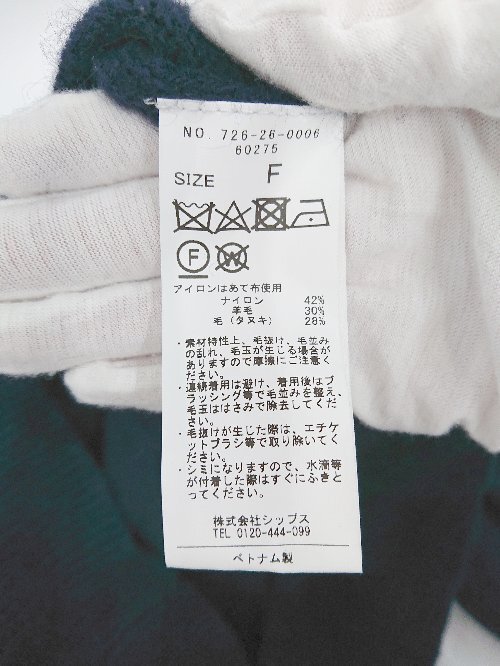 NO. 726-26-0006
60275
SIZE F
F W
アイロンはあて布使用
ナイロン 42%
羊毛 30%
毛(タヌキ) 28%
・素材特性上、毛抜け、毛並み
の乱れ、毛玉が生じる場合が
ありますので摩擦にご注意く
ださい。
・連続着用は避け、着用後はブ
ラッシング等で毛並みを整え、
毛玉ははさみで除去してくだ
さい。
・毛抜けが生じた際は、エチケ
ットブラシ等で取り除いてく
ださい。
・シミになりますので、水滴等
が付着した際はすぐにふきと
ってください。
株式会社シップス
TEL 0120-444-099
ベトナム製